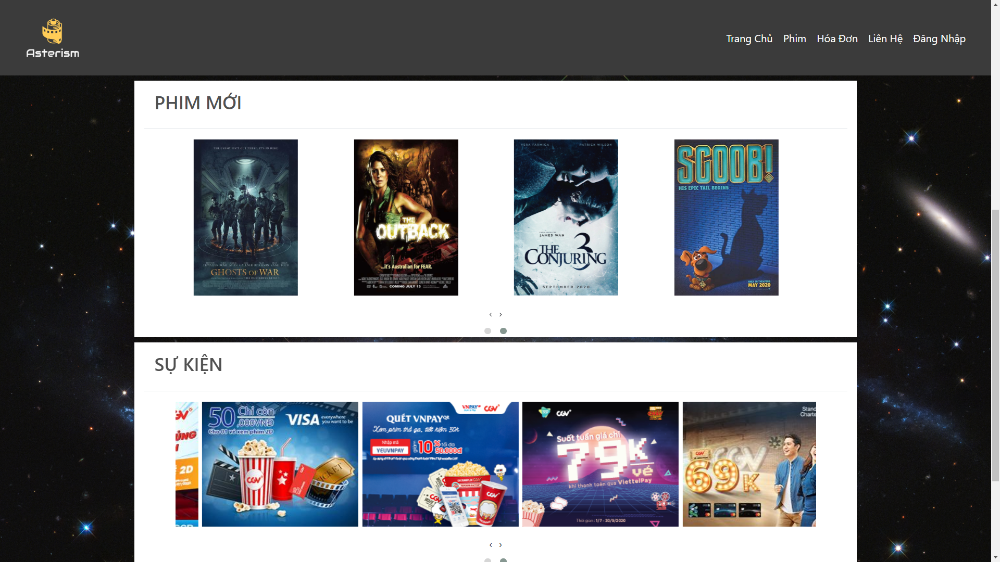 Asterism
Trang Chủ
Phim
Hóa Đơn
Liên Hệ
Đăng Nhập
PHIM MỚI
THE ENEMY ISN'T OUT THERE, IT'S IN HERE.
GHOSTS OF WAR
THE
OUTBACK
...it's Australian for FEAR.
COMING JULY 13
VERA FARMIGA
PATRICK WILSON
JAMES WAN
THE
CONJURING
3
SEPTEMBER 2020
SCOOB!
HIS EPIC TAIL BEGINS
ONLY IN THEATERS
MAY 2020
‹ ›
SỰ KIỆN
2D
50 Chỉ còn
,000VNĐ
Cho 01 vé xem phim 2D
VISA everywhere
you want to be
CGV
TICKET
VNPAY CGV
QUÉT VNPAYQR
Xem phim thả ga, tiết kiệm 50k
Nhập mã
YEUVNPAY
giảm 10% tối đa
50.000đ
CGV
CGV
Suốt tuần giá chỉ
79K
vé
khi thanh toán qua ViettelPay
Thời gian : 1/7 - 30/9/2020
Stand
Charte
CGV
69K
‹ ›